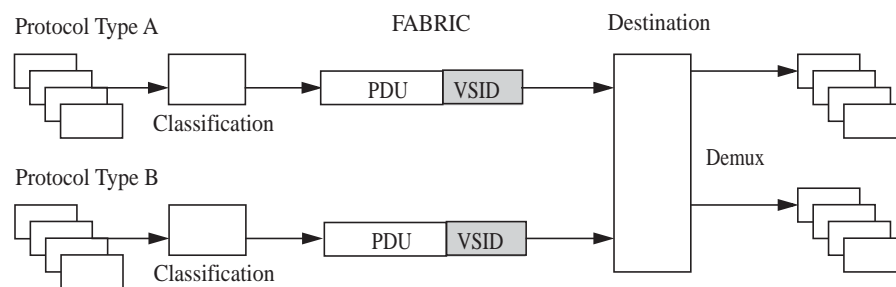 Protocol Type A
FABRIC
Destination
PDU
VSID
Classification
Demux
Protocol Type B
PDU
VSID
Classification